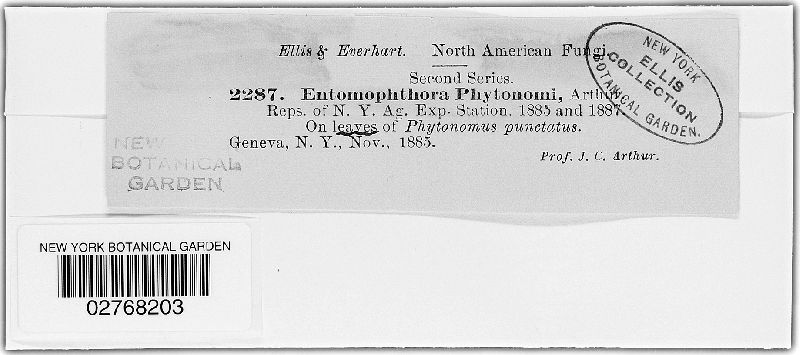 Ellis & Everhart. North American Fungi.
Second Series.
2287. Entomophthora Phytonomi, Arthur
Reps. of N. Y. Ag. Exp. Station, 1885 and 1887
On leaves of Phytonomus punctatus.
Geneva, N. Y., Nov., 1885.
Prof. J. C. Arthur.
NEW YORK
ELLIS
COLLECTION
BOTANICAL GARDEN.
NEW
BOTANICAL
GARDEN
NEW YORK BOTANICAL GARDEN
02768203